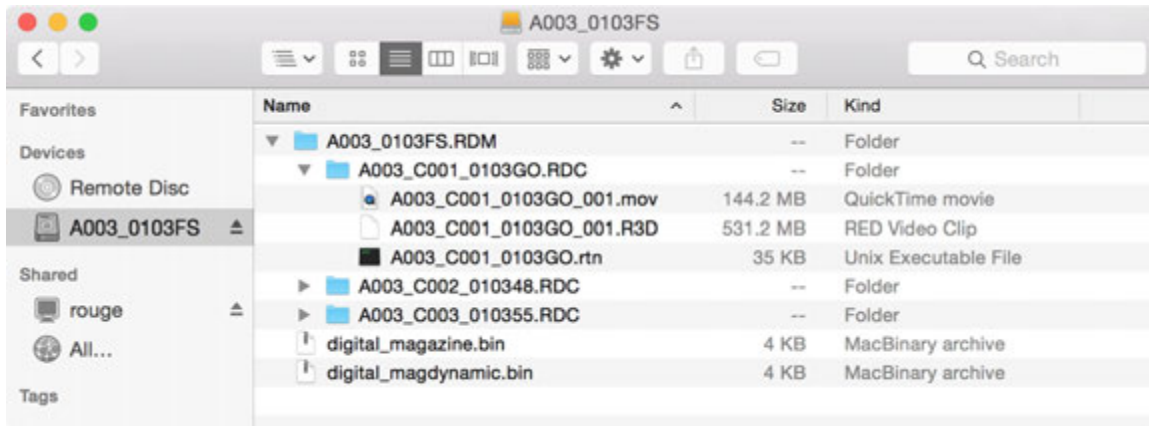 A003_0103FS
Search
Favorites
Devices
Remote Disc
A003_0103FS
Shared
rouge
All...
Tags
Name Size Kind
A003_0103FS.RDM -- Folder
A003_C001_0103GO.RDC -- Folder
A003_C001_0103GO_001.mov 144.2 MB QuickTime movie
A003_C001_0103GO_001.R3D 531.2 MB RED Video Clip
A003_C001_0103GO.rtn 35 KB Unix Executable File
A003_C002_010348.RDC -- Folder
A003_C003_010355.RDC -- Folder
digital_magazine.bin 4 KB MacBinary archive
digital_magdynamic.bin 4 KB MacBinary archive